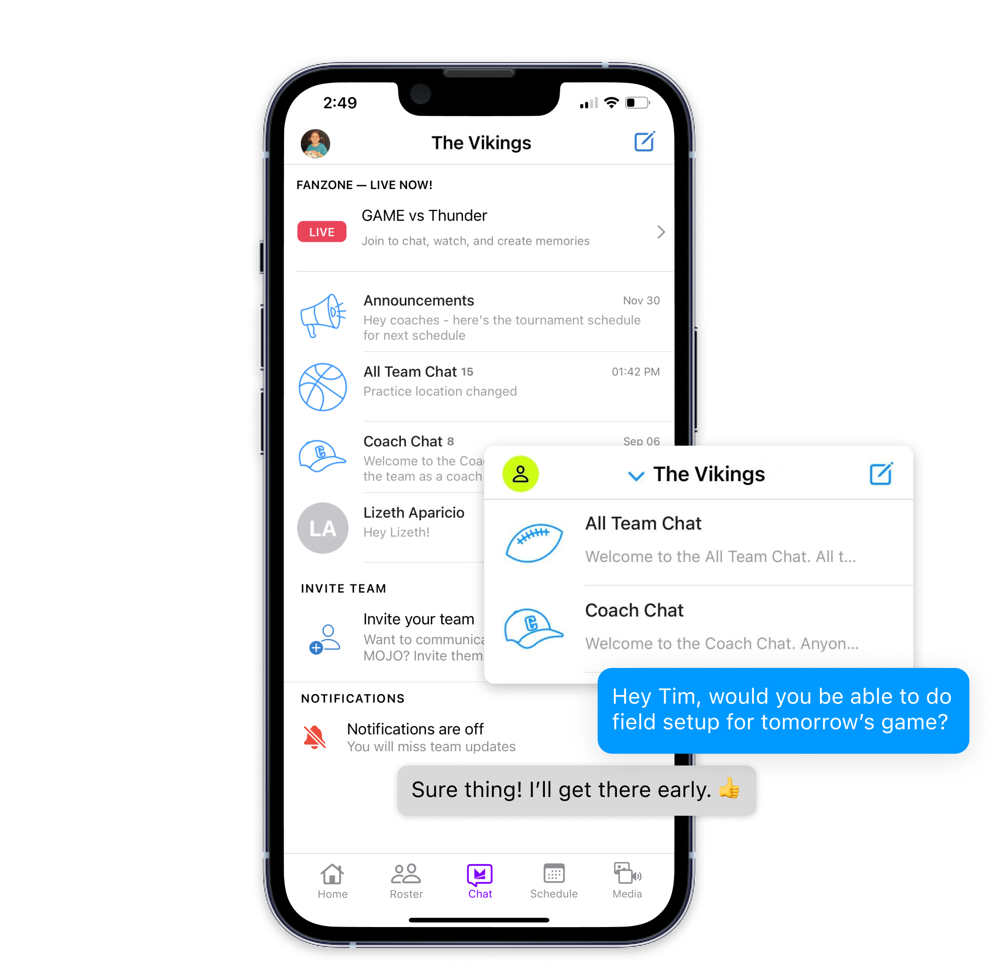 2:49
The Vikings
FANZONE — LIVE NOW!
LIVE
GAME vs Thunder
Join to chat, watch, and create memories
Announcements
Nov 30
Hey coaches - here's the tournament schedule
for next schedule
All Team Chat 15
01:42 PM
Practice location changed
Coach Chat 8
Sep 06
Welcome to the Coa
the team as a coach
LA
Lizeth Aparicio
Hey Lizeth!
INVITE TEAM
Invite your team
Want to communica
MOJO? Invite them
NOTIFICATIONS
Notifications are off
You will miss team updates
The Vikings
All Team Chat
Welcome to the All Team Chat. All t...
C
Coach Chat
Welcome to the Coach Chat. Anyon...
Hey Tim, would you be able to do
field setup for tomorrow’s game?
Sure thing! I’ll get there early. 👍
Home
Roster
Chat
Schedule
Media